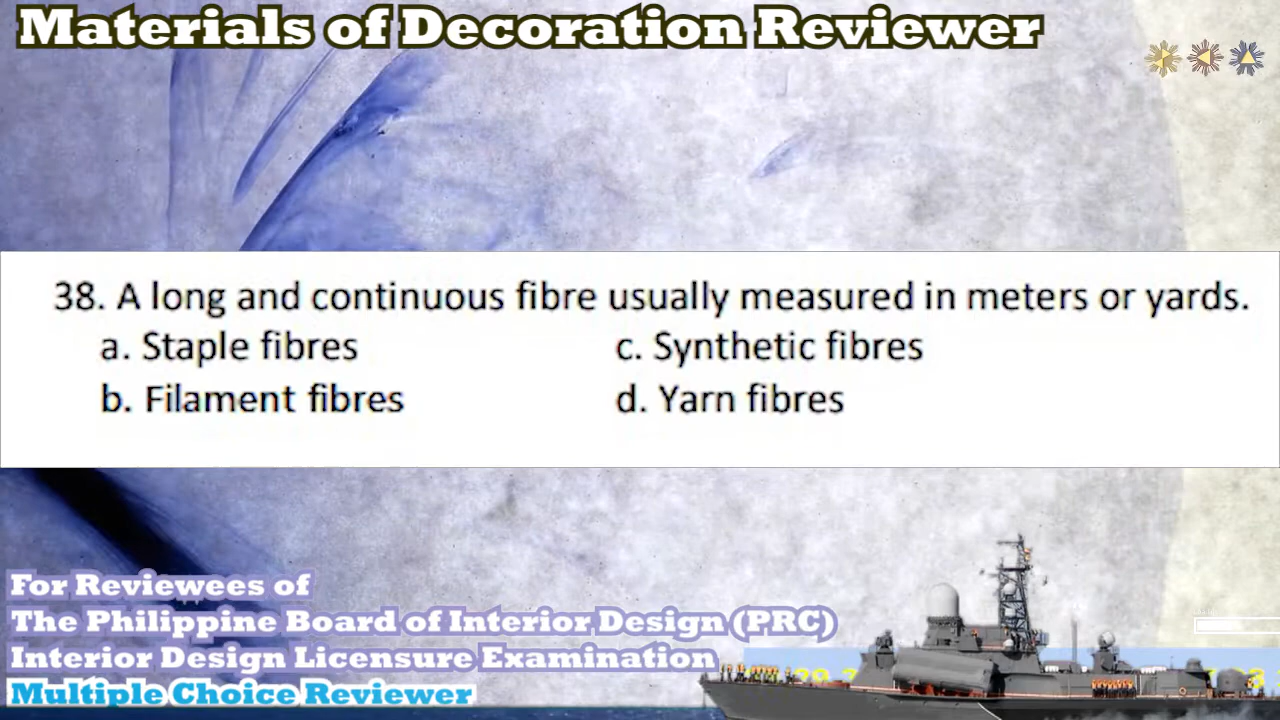 Materials of Decoration Reviewer
38. A long and continuous fibre usually measured in meters or yards.
a. Staple fibres
c. Synthetic fibres
b. Filament fibres
d. Yarn fibres
For Reviewees of
The Philippine Board of Interior Design (PRC)
Interior Design Licensure Examination
Multiple Choice Reviewer